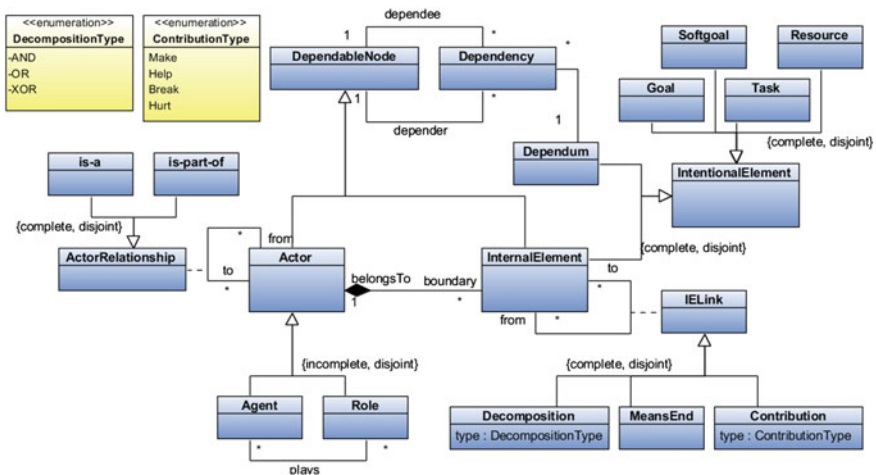 <<enumeration>>
DecompositionType
-AND
-OR
-XOR
<<enumeration>>
ContributionType
Make
Help
Break
Hurt
dependee
1
*
DependableNode
Dependency
*
1
*
depender
1
Dependum
Softgoal
Resource
Goal
Task
{complete, disjoint}
IntentionalElement
is-a
is-part-of
{complete, disjoint}
ActorRelationship
*
from
to
*
Actor
belongsTo
1
boundary
*
InternalElement
{complete, disjoint}
to
*
from
*
IELink
{incomplete, disjoint}
Agent
Role
*
*
plays
{complete, disjoint}
Decomposition
type : DecompositionType
MeansEnd
Contribution
type : ContributionType